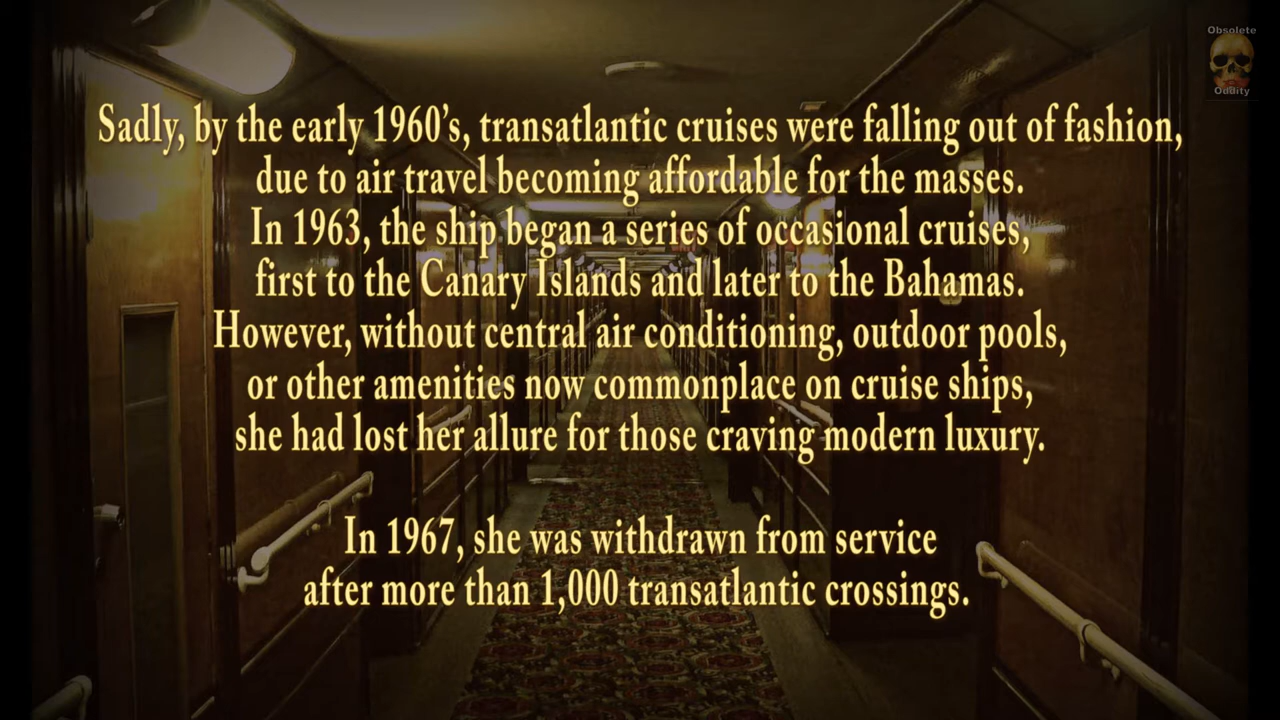 Obsolete
Oddity
Sadly, by the early 1960's, transatlantic cruises were falling out of fashion,
due to air travel becoming affordable for the masses.
In 1963, the ship began a series of occasional cruises,
first to the Canary Islands and later to the Bahamas.
However, without central air conditioning, outdoor pools,
or other amenities now commonplace on cruise ships,
she had lost her allure for those craving modern luxury.
In 1967, she was withdrawn from service
after more than 1,000 transatlantic crossings.